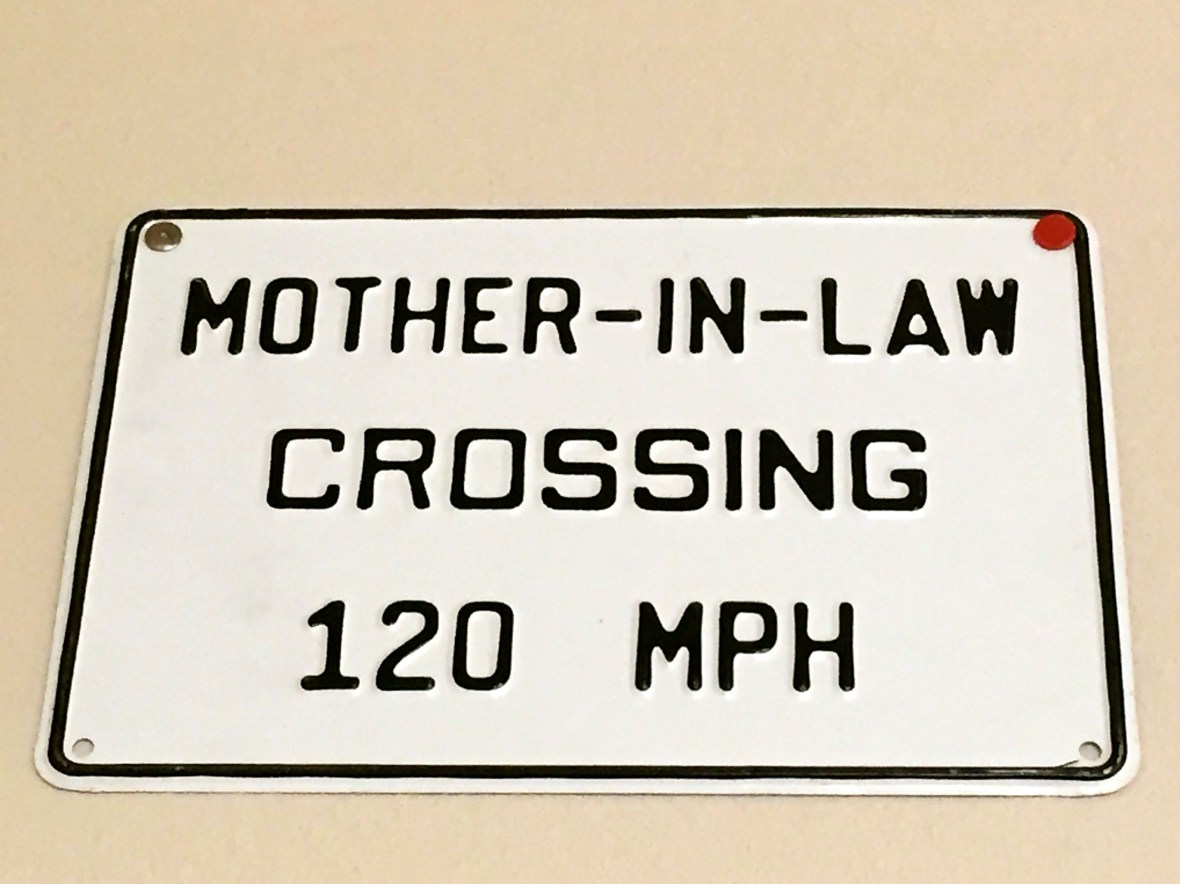 MOTHER-IN-LAW
CROSSING
120 MPH